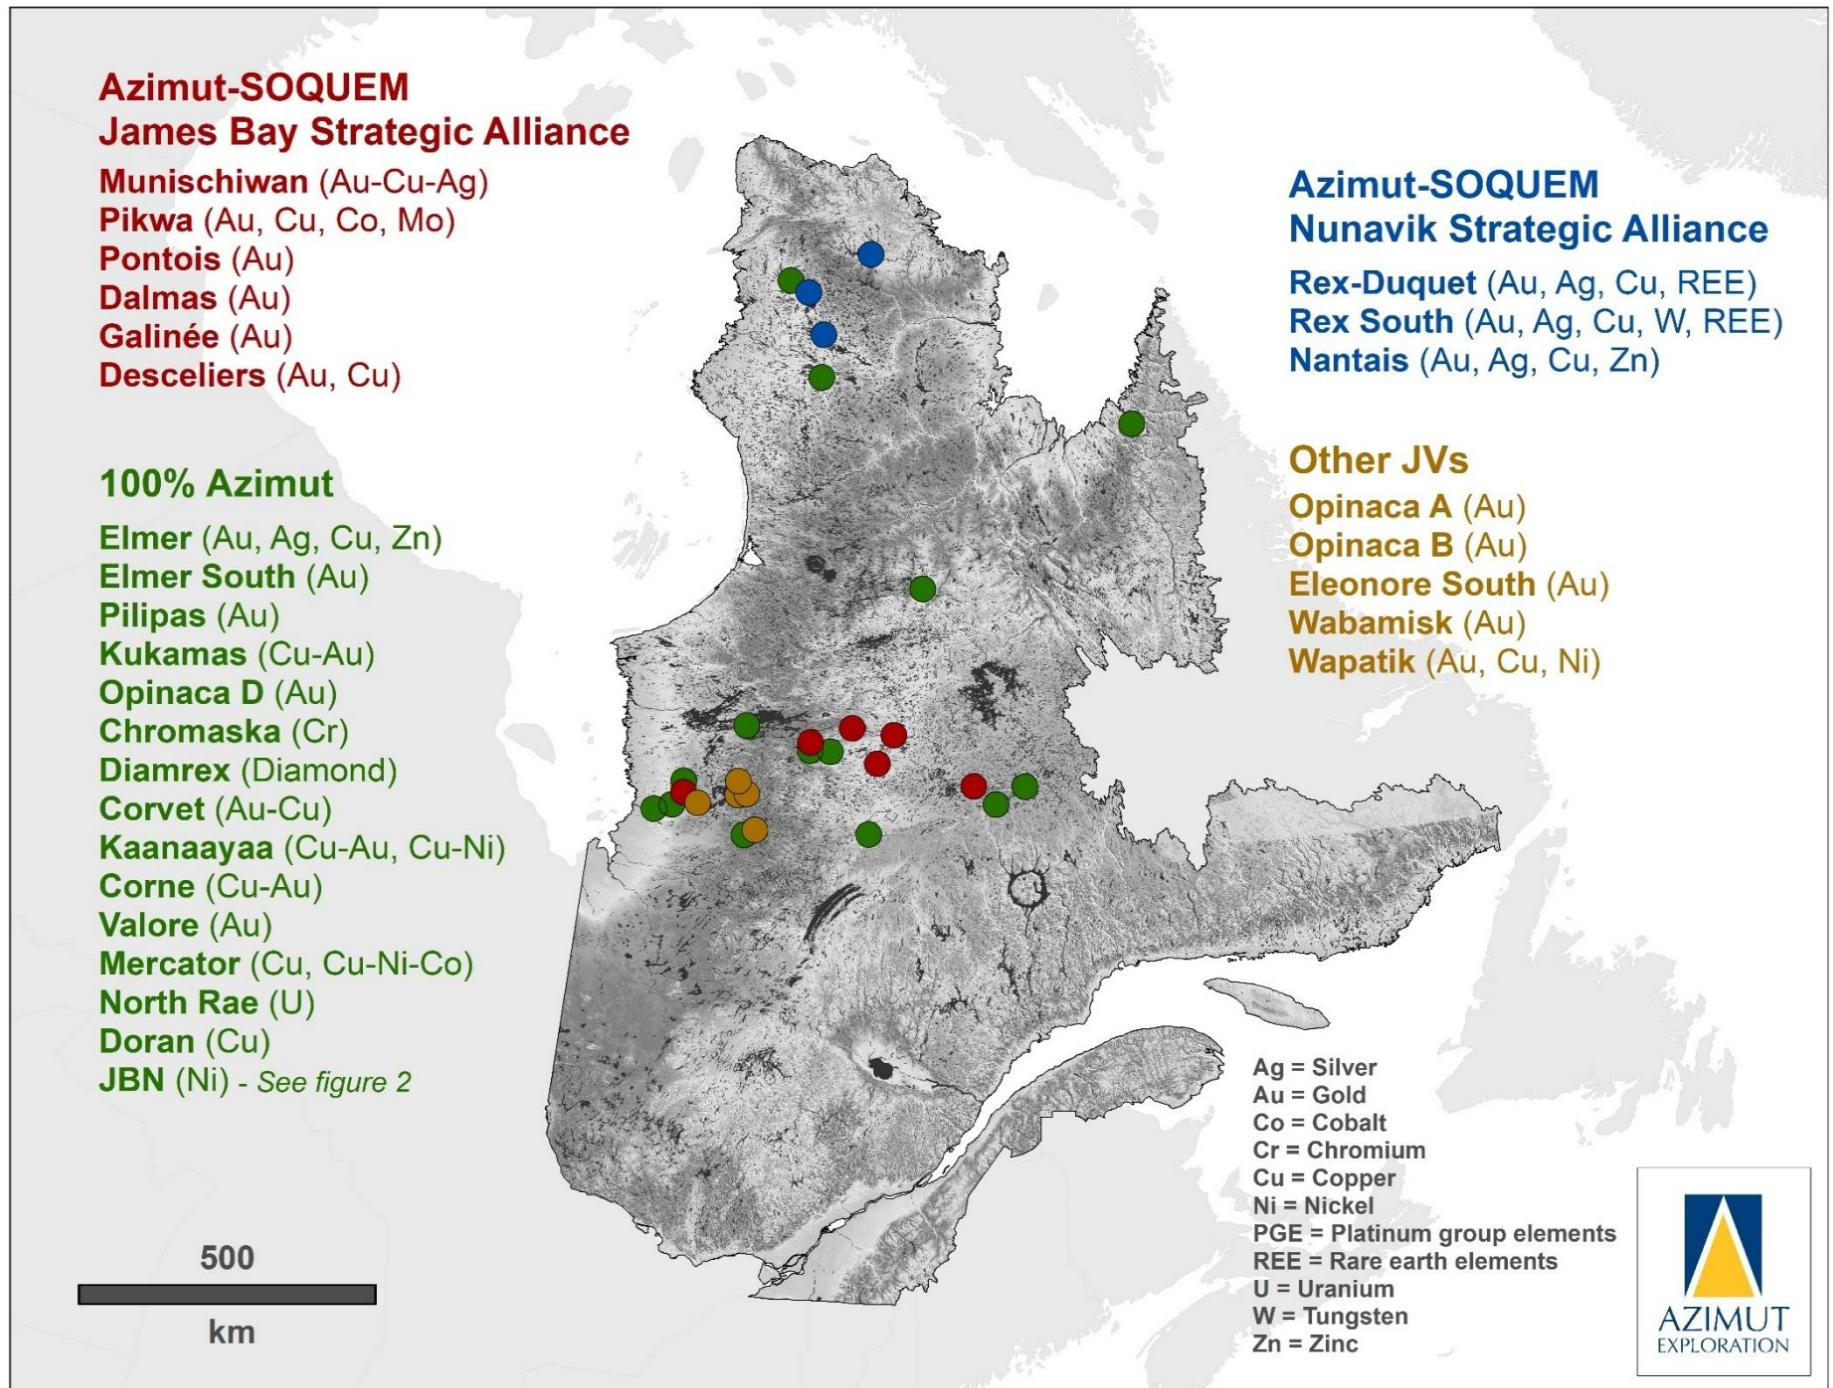 Azimut-SOQUEM
James Bay Strategic Alliance
Munischiwan (Au-Cu-Ag)
Pikwa (Au, Cu, Co, Mo)
Pontois (Au)
Dalmas (Au)
Galinée (Au)
Desceliers (Au, Cu)
100% Azimut
Elmer (Au, Ag, Cu, Zn)
Elmer South (Au)
Pilipas (Au)
Kukamas (Cu-Au)
Opinaca D (Au)
Chromaska (Cr)
Diamrex (Diamond)
Corvet (Au-Cu)
Kaanaayaa (Cu-Au, Cu-Ni)
Corne (Cu-Au)
Valore (Au)
Mercator (Cu, Cu-Ni-Co)
North Rae (U)
Doran (Cu)
JBN (Ni) - See figure 2
500
km
Azimut-SOQUEM
Nunavik Strategic Alliance
Rex-Duquet (Au, Ag, Cu, REE)
Rex South (Au, Ag, Cu, W, REE)
Nantais (Au, Ag, Cu, Zn)
Other JVs
Opinaca A (Au)
Opinaca B (Au)
Eleonore South (Au)
Wabamisk (Au)
Wapatik (Au, Cu, Ni)
Ag = Silver
Au = Gold
Co = Cobalt
Cr = Chromium
Cu = Copper
Ni = Nickel
PGE = Platinum group elements
REE = Rare earth elements
U = Uranium
W = Tungsten
Zn = Zinc
AZIMUT
EXPLORATION